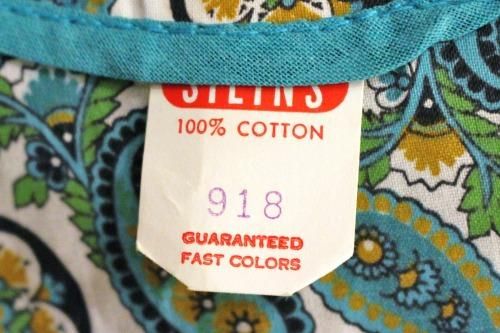 100% COTTON
918
GUARANTEED
FAST COLORS